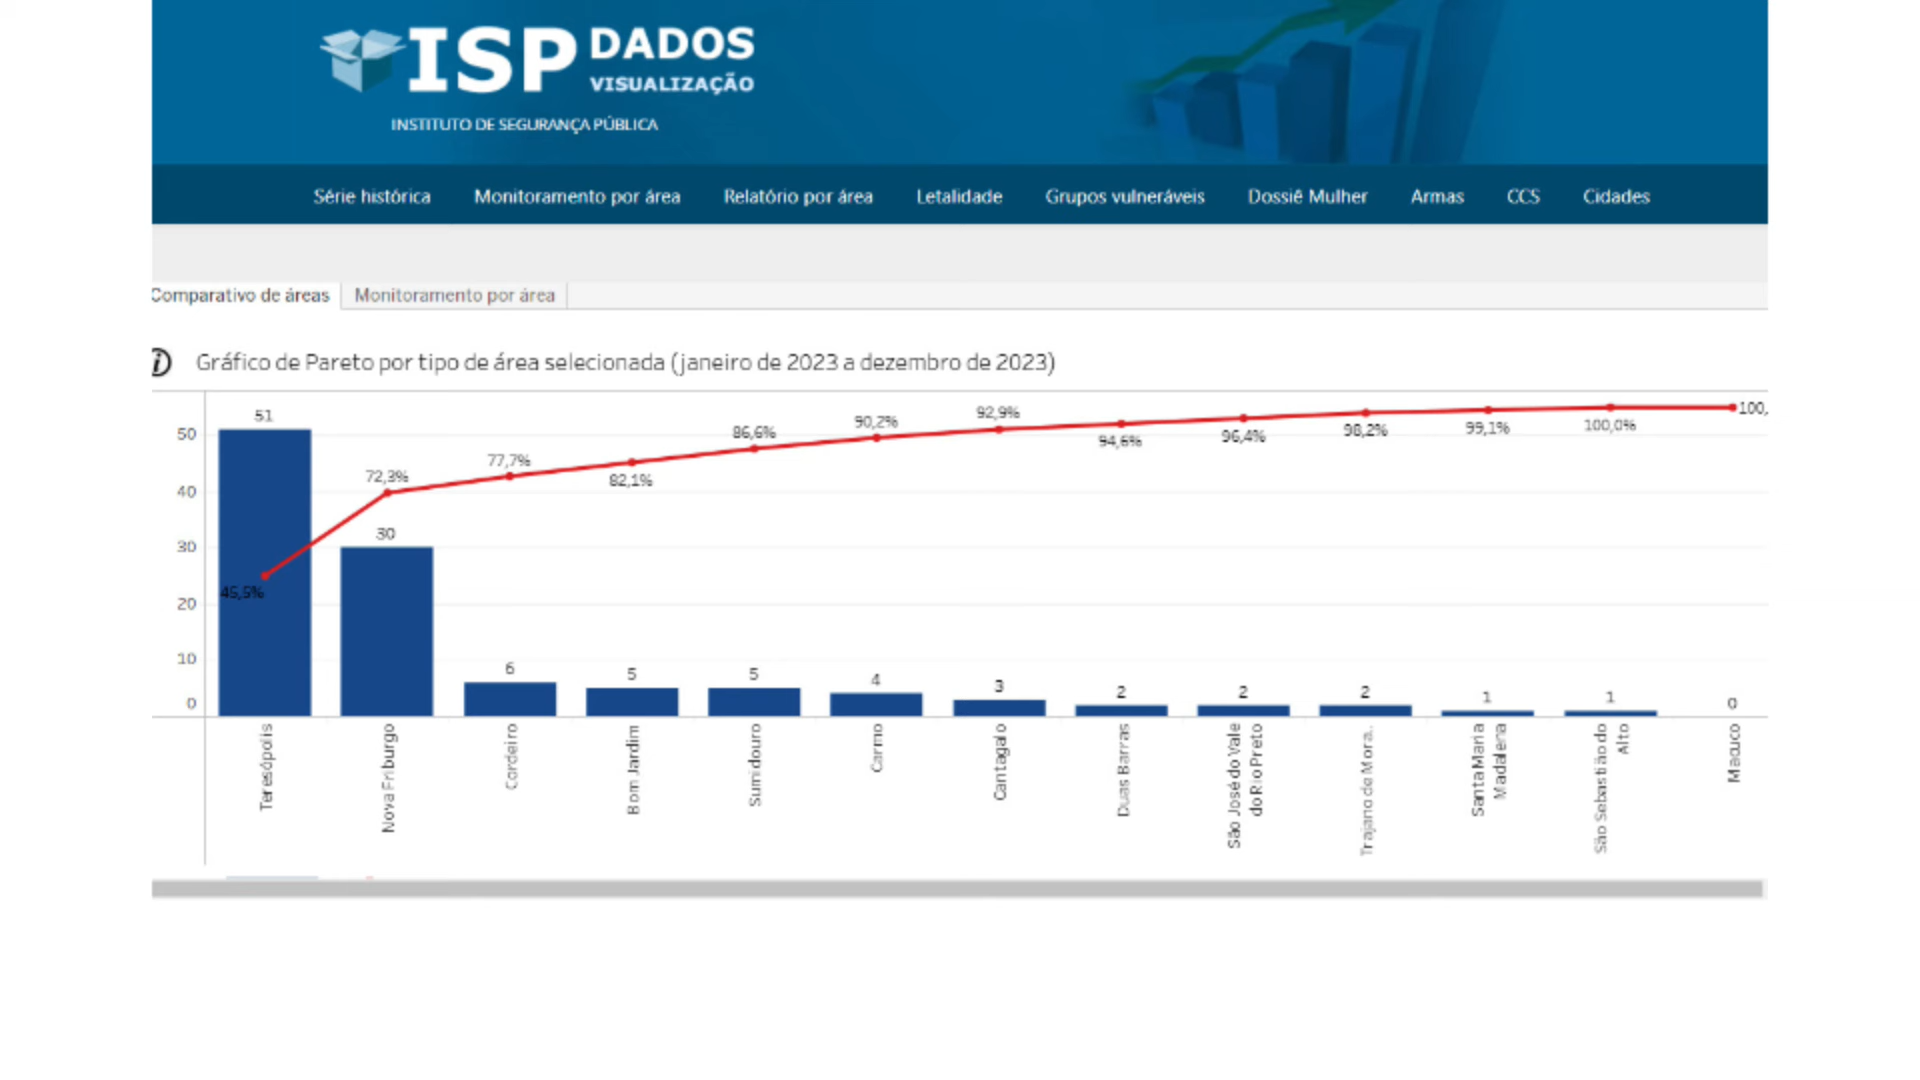 ISP DADOS
VISUALIZAÇÃO
INSTITUTO DE SEGURANÇA PÚBLICA
Série histórica Monitoramento por área Relatório por área Letalidade Grupos vulneráveis Dossiê Mulher Armas CCS Cidades
Comparativo de áreas Monitoramento por área
i Gráfico de Pareto por tipo de área selecionada (janeiro de 2023 a dezembro de 2023)
51 30 6 5 5 4 3 2 2 2 1 1 0
45,5% 72,3% 77,7% 82,1% 86,6% 90,2% 92,9% 94,6% 96,4% 98,2% 99,1% 100,0% 100,
50
40
30
20
10
0
Teresópolis
Nova Friburgo
Cordeiro
Bom Jardim
Sumidouro
Carmo
Cantagalo
Duas Barras
São José do Vale
do Rio Preto
Trajano de Mora..
Santa Maria
Madalena
São Sebastião do
Alto
Macuco